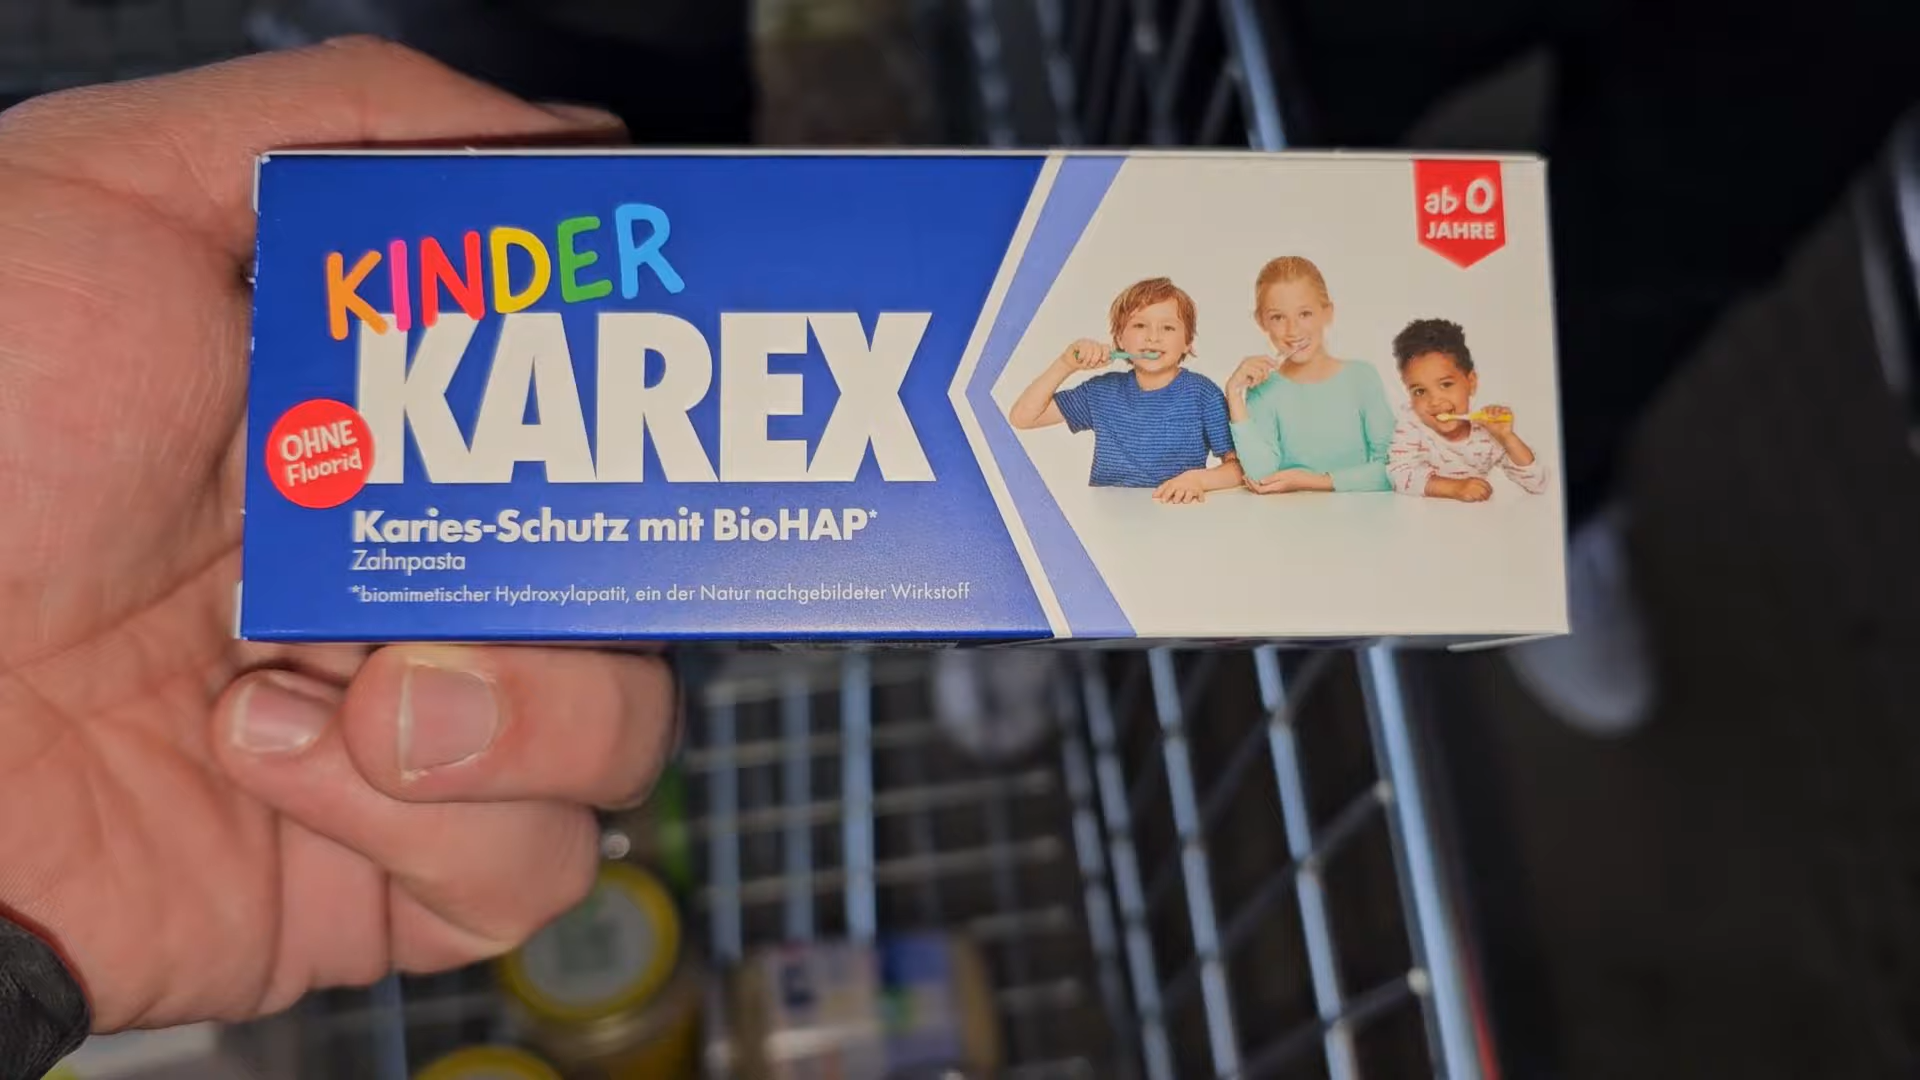 KINDER
KAREX
OHNE
Fluorid
Karies-Schutz mit BioHAP*
Zahnpasta
*biomimetischer Hydroxylapatit, ein der Natur nachgebildeter Wirkstoff
ab 0
JAHRE